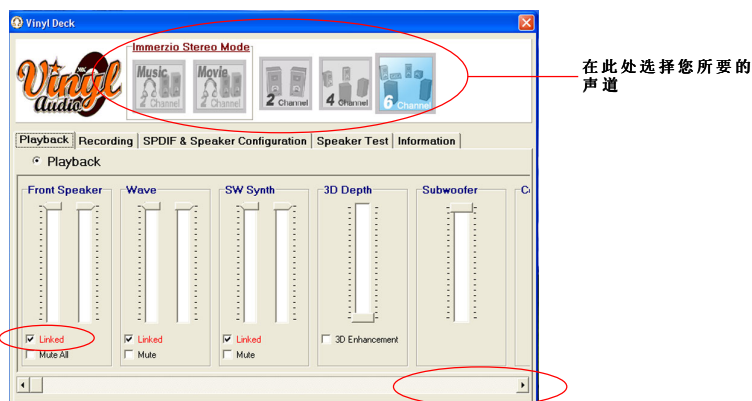 Vinyl Deck
Immerzio Stereo Mode
Vinyl Audio
Music
2 Channel
Movie
2 Channel
2 Channel
4 Channel
6 Channel
在此处选择您所要的
声道
Playback Recording SPDIF & Speaker Configuration Speaker Test Information
Playback
Front Speaker Wave SW Synth 3D Depth Subwoofer
Linked Linked Linked 3D Enhancement
Mute All Mute Mute